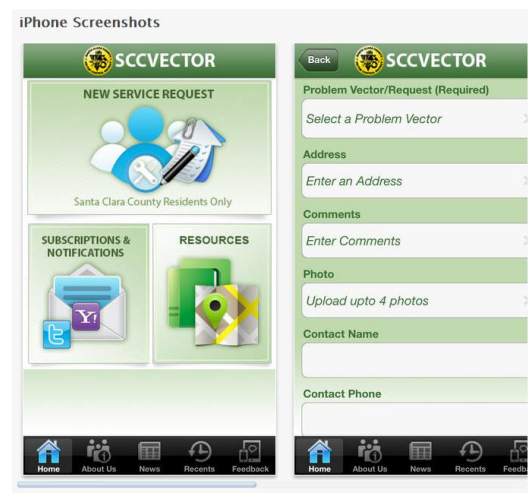 iPhone Screenshots
SCCVECTOR
NEW SERVICE REQUEST
Santa Clara County Residents Only
SUBSCRIPTIONS &
NOTIFICATIONS
RESOURCES
Y!
Home About Us News Recents Feedback
Back SCCVECTOR
Problem Vector/Request (Required)
Select a Problem Vector
Address
Enter an Address
Comments
Enter Comments
Photo
Upload upto 4 photos
Contact Name
Contact Phone
Home About Us News Recents Feedb